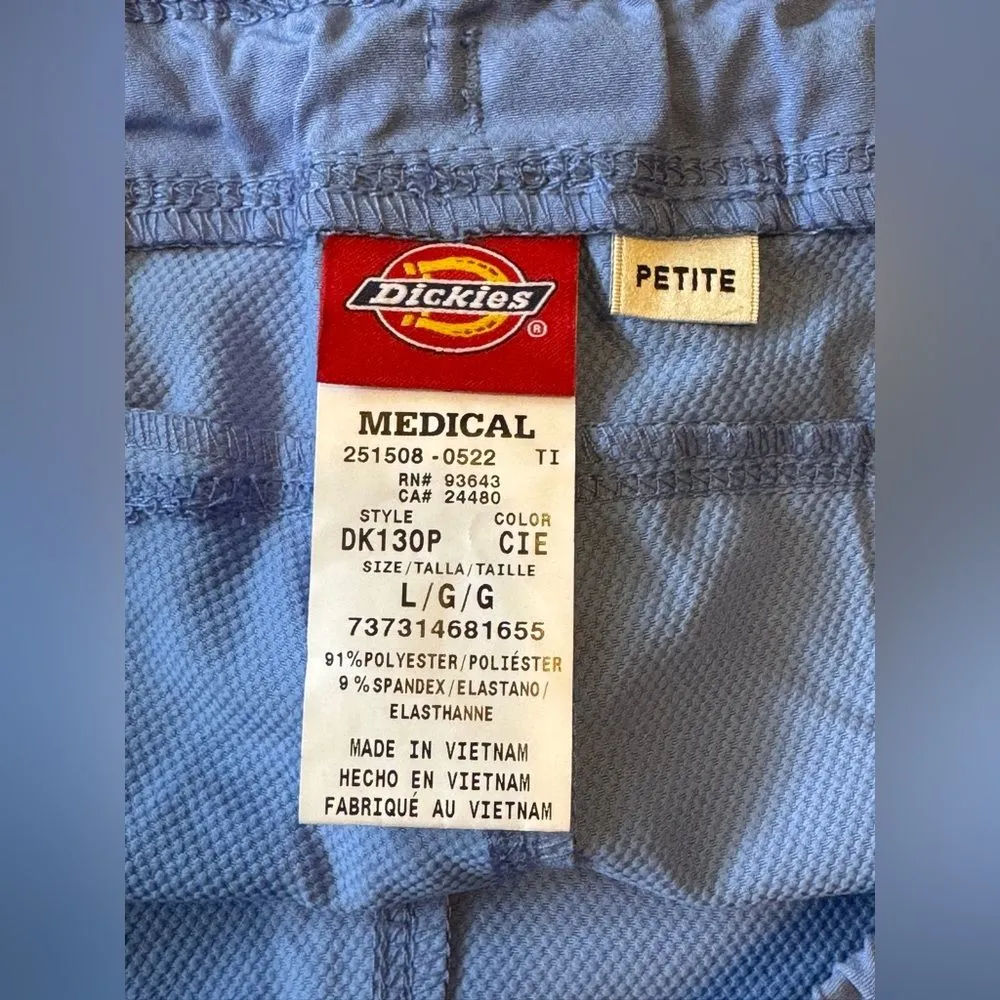 Dickies®
PETITE
MEDICAL
251508 -0522 TI
RN# 93643
CA# 24480
STYLE COLOR
DK130P CIE
SIZE/TALLA/TAILLE
L/G/G
737314681655
91%POLYESTER/POLIÉSTER
9%SPANDEX/ELASTANO/
ELASTHANNE
MADE IN VIETNAM
HECHO EN VIETNAM
FABRIQUÉ AU VIETNAM